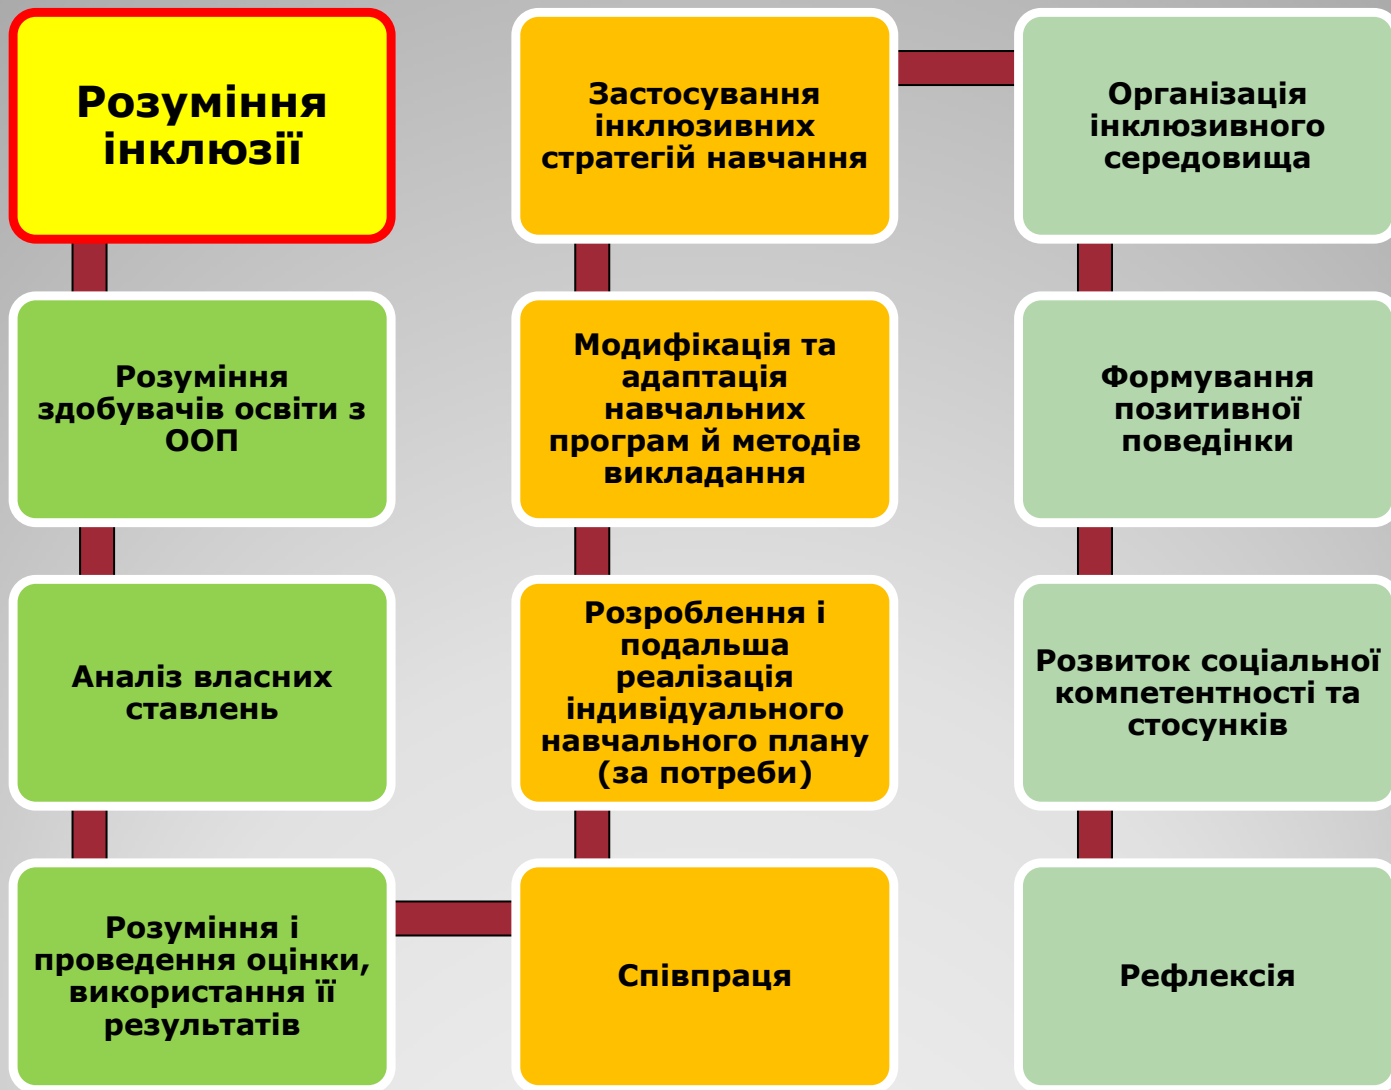 Розуміння
інклюзії
Розуміння
здобувачів освіти з
ООП
Аналіз власних
ставлень
Розуміння і
проведення оцінки,
використання її
результатів
Співпраця
Розроблення і
подальша
реалізація
індивідуального
навчального плану
(за потреби)
Модифікація та
адаптація
навчальних
програм й методів
викладання
Застосування
інклюзивних
стратегій навчання
Організація
інклюзивного
середовища
Формування
позитивної
поведінки
Розвиток соціальної
компетентності та
стосунків
Рефлексія